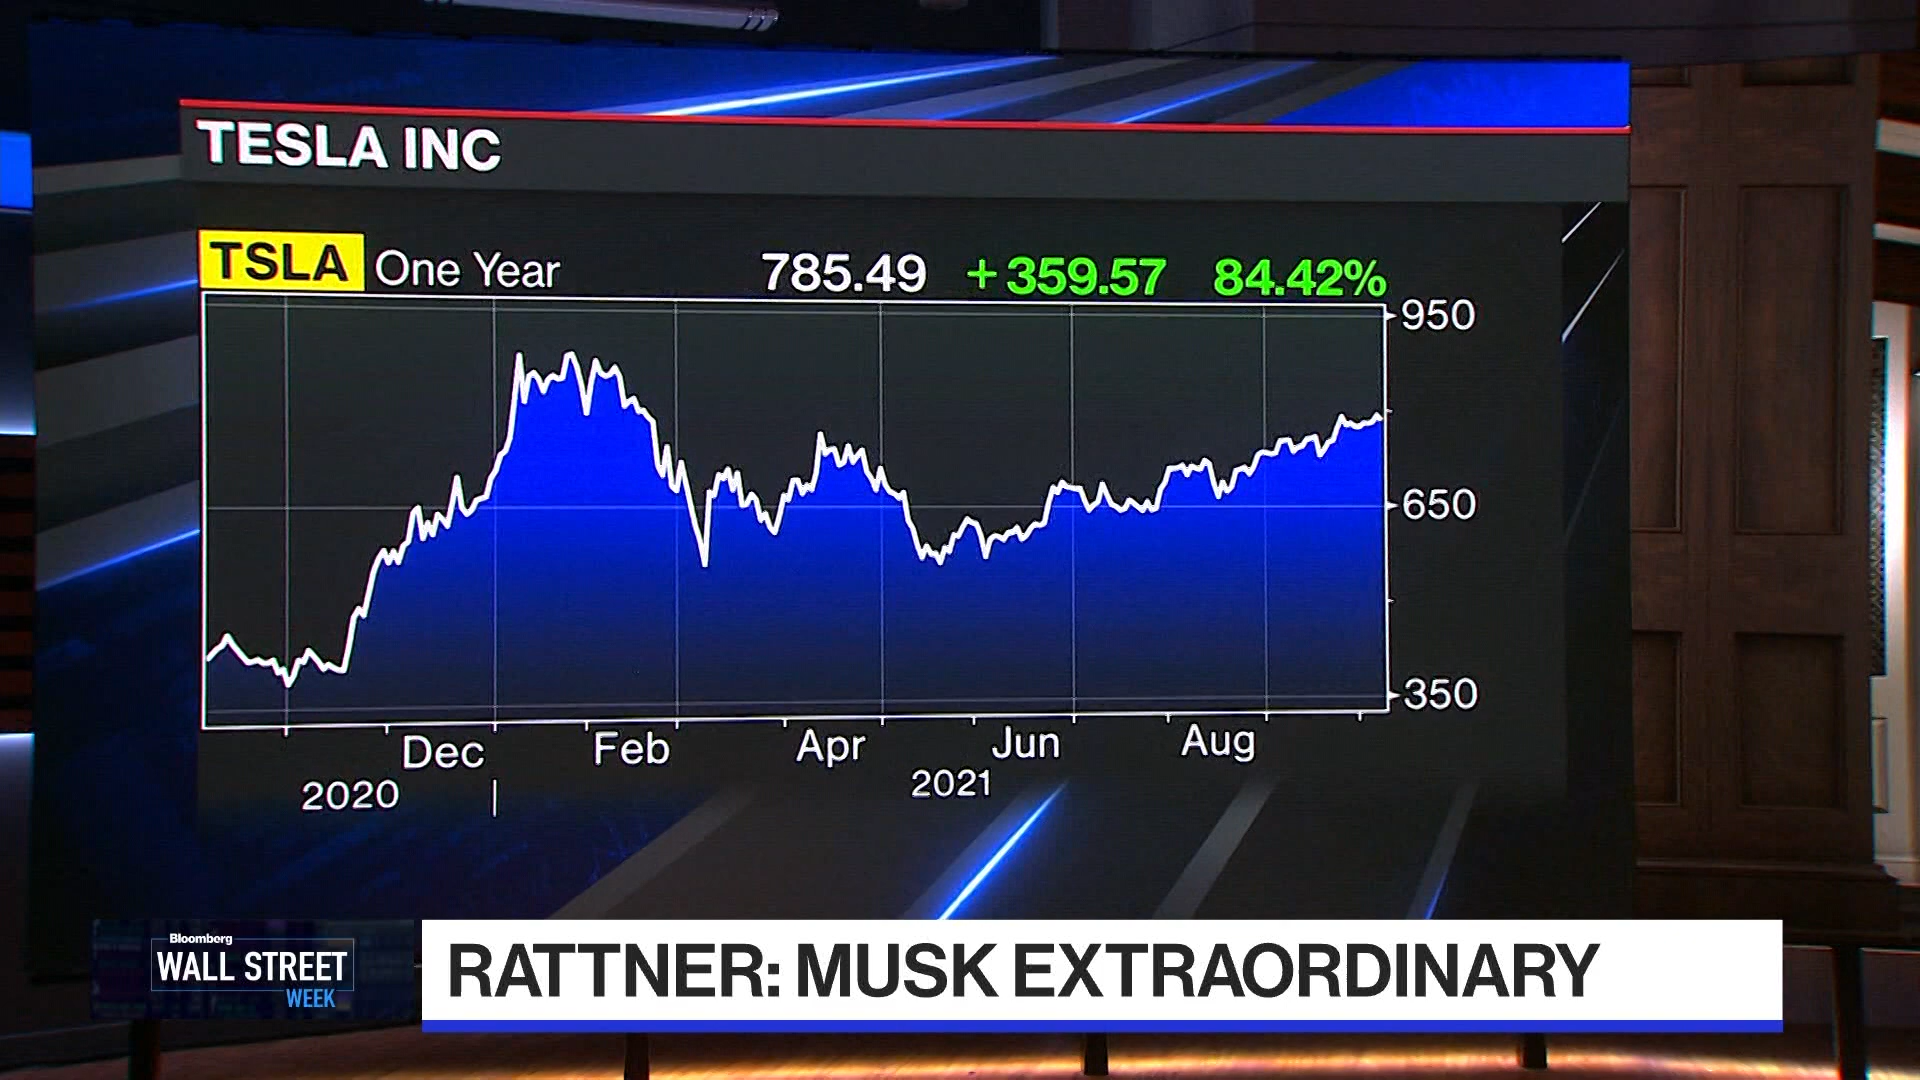 TESLA INC
TSLA One Year 785.49 +359.57 84.42%
950
650
350
Dec Feb Apr Jun Aug
2020 | 2021
Bloomberg
WALL STREET
WEEK
RATTNER: MUSK EXTRAORDINARY